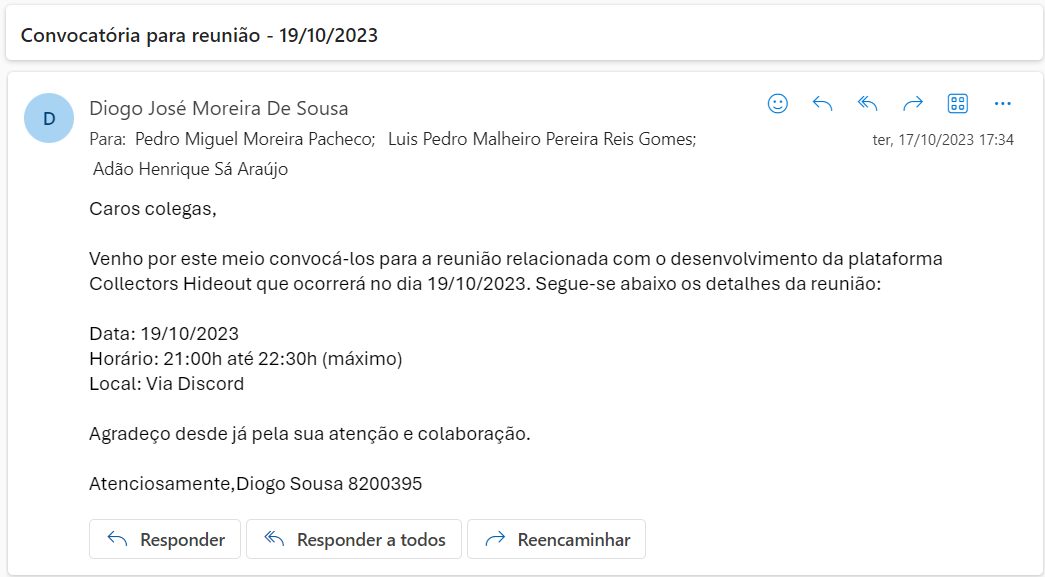 Convocatória para reunião - 19/10/2023
D
Diogo José Moreira De Sousa
Para: Pedro Miguel Moreira Pacheco; Luis Pedro Malheiro Pereira Reis Gomes;
ter, 17/10/2023 17:34
Adão Henrique Sá Araújo
Caros colegas,
Venho por este meio convocá-los para a reunião relacionada com o desenvolvimento da plataforma
Collectors Hideout que ocorrerá no dia 19/10/2023. Segue-se abaixo os detalhes da reunião:
Data: 19/10/2023
Horário: 21:00h até 22:30h (máximo)
Local: Via Discord
Agradeço desde já pela sua atenção e colaboração.
Atenciosamente,Diogo Sousa 8200395
Responder
Responder a todos
Reencaminhar